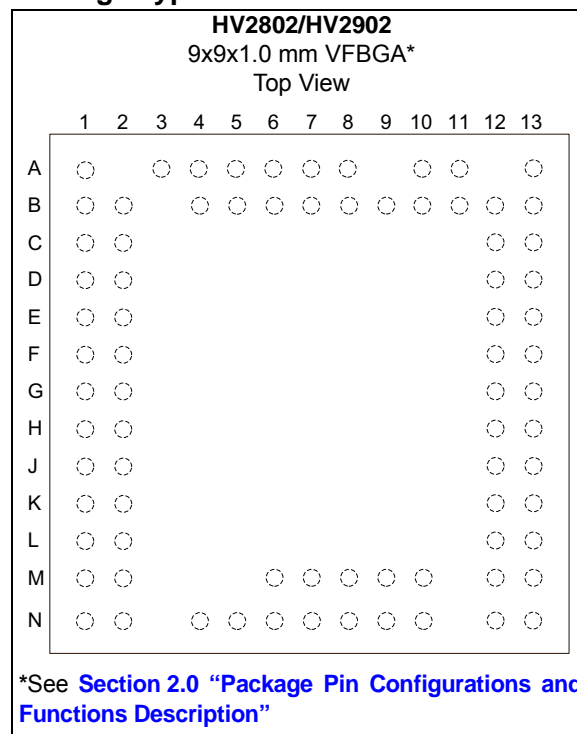 HV2802/HV2902
9x9x1.0 mm VFBGA*
Top View
1 2 3 4 5 6 7 8 9 10 11 12 13
A
B
C
D
E
F
G
H
J
K
L
M
N
*See Section 2.0 “Package Pin Configurations and
Functions Description”